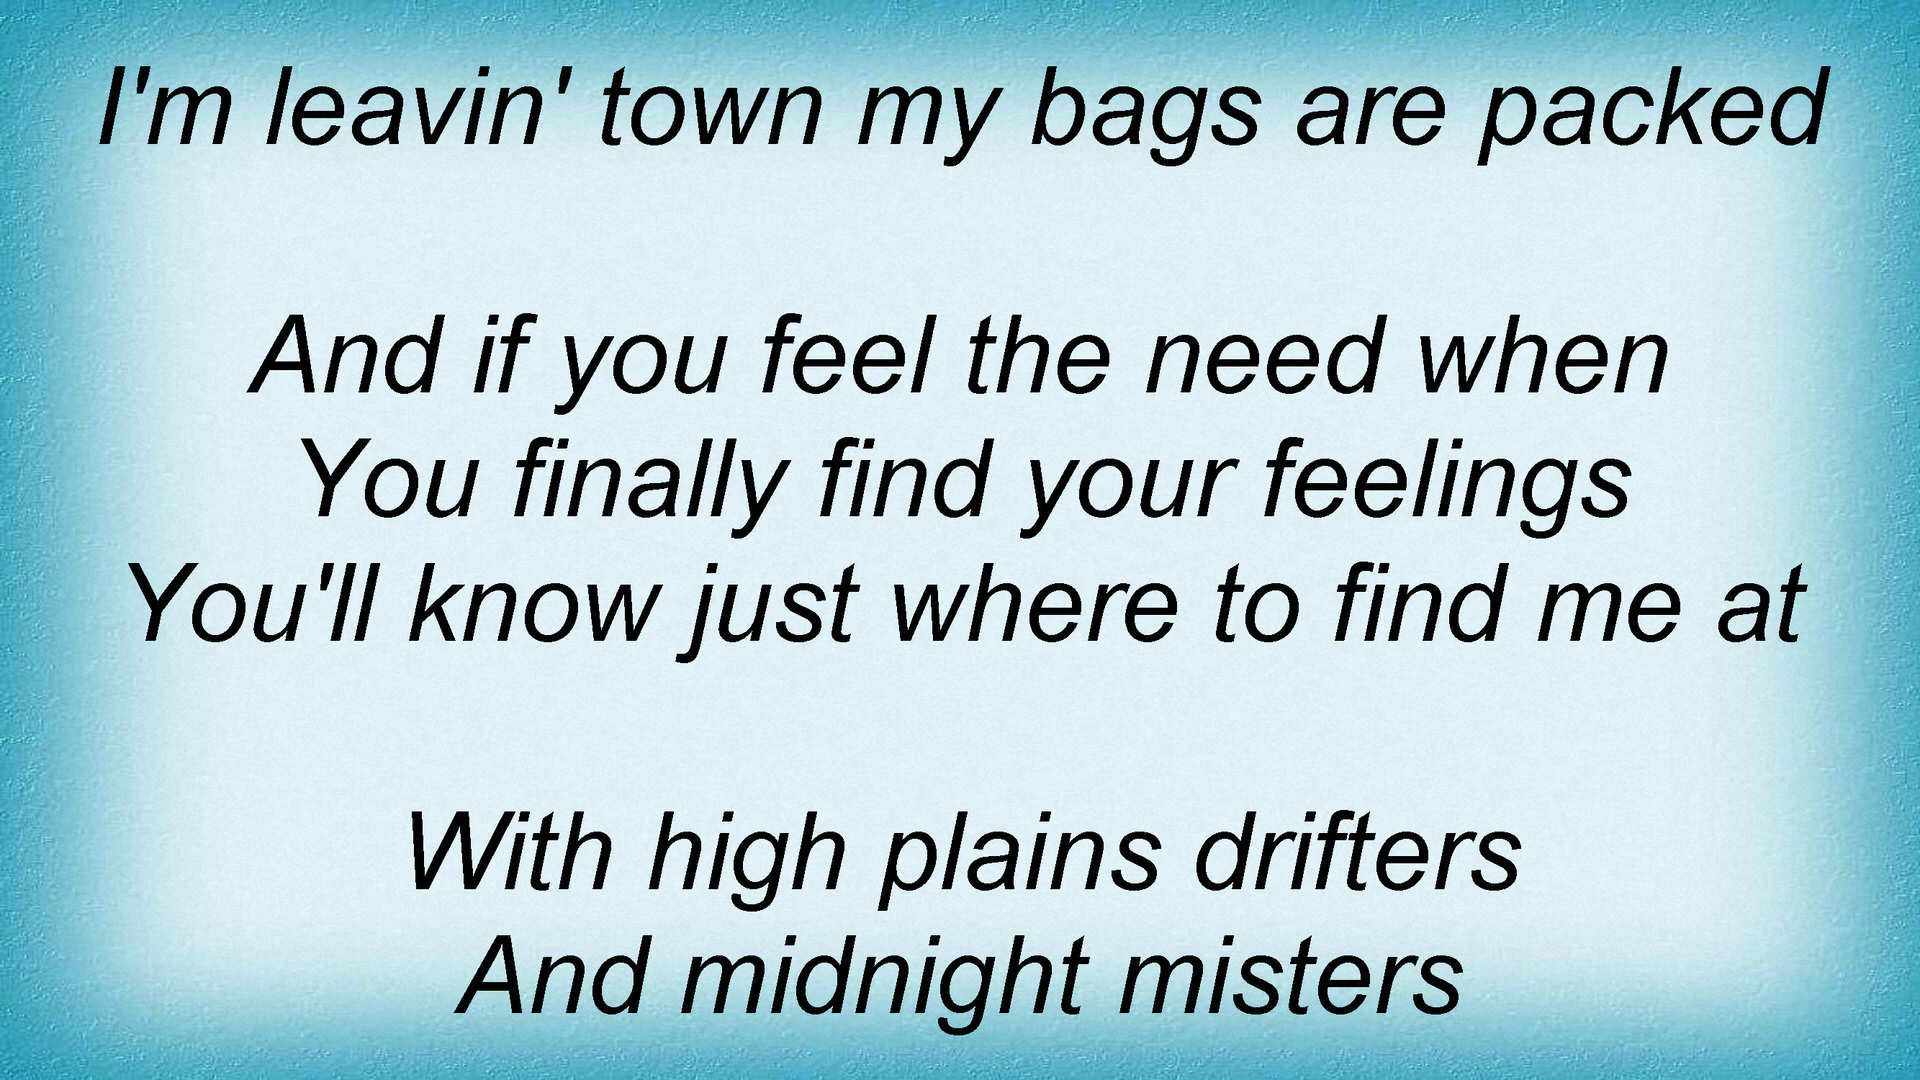 I'm leavin' town my bags are packed
And if you feel the need when
You finally find your feelings
You'll know just where to find me at
With high plains drifters
And midnight misters